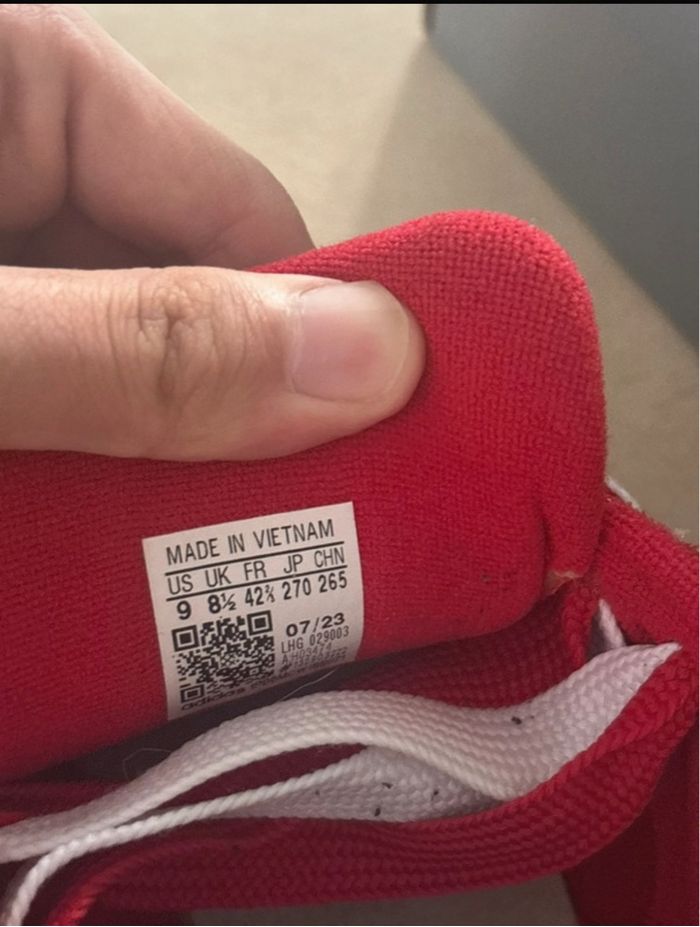 MADE IN VIETNAM
US UK FR JP CHN
9 8½ 42⅔ 270 265
07/23
LHG 029003